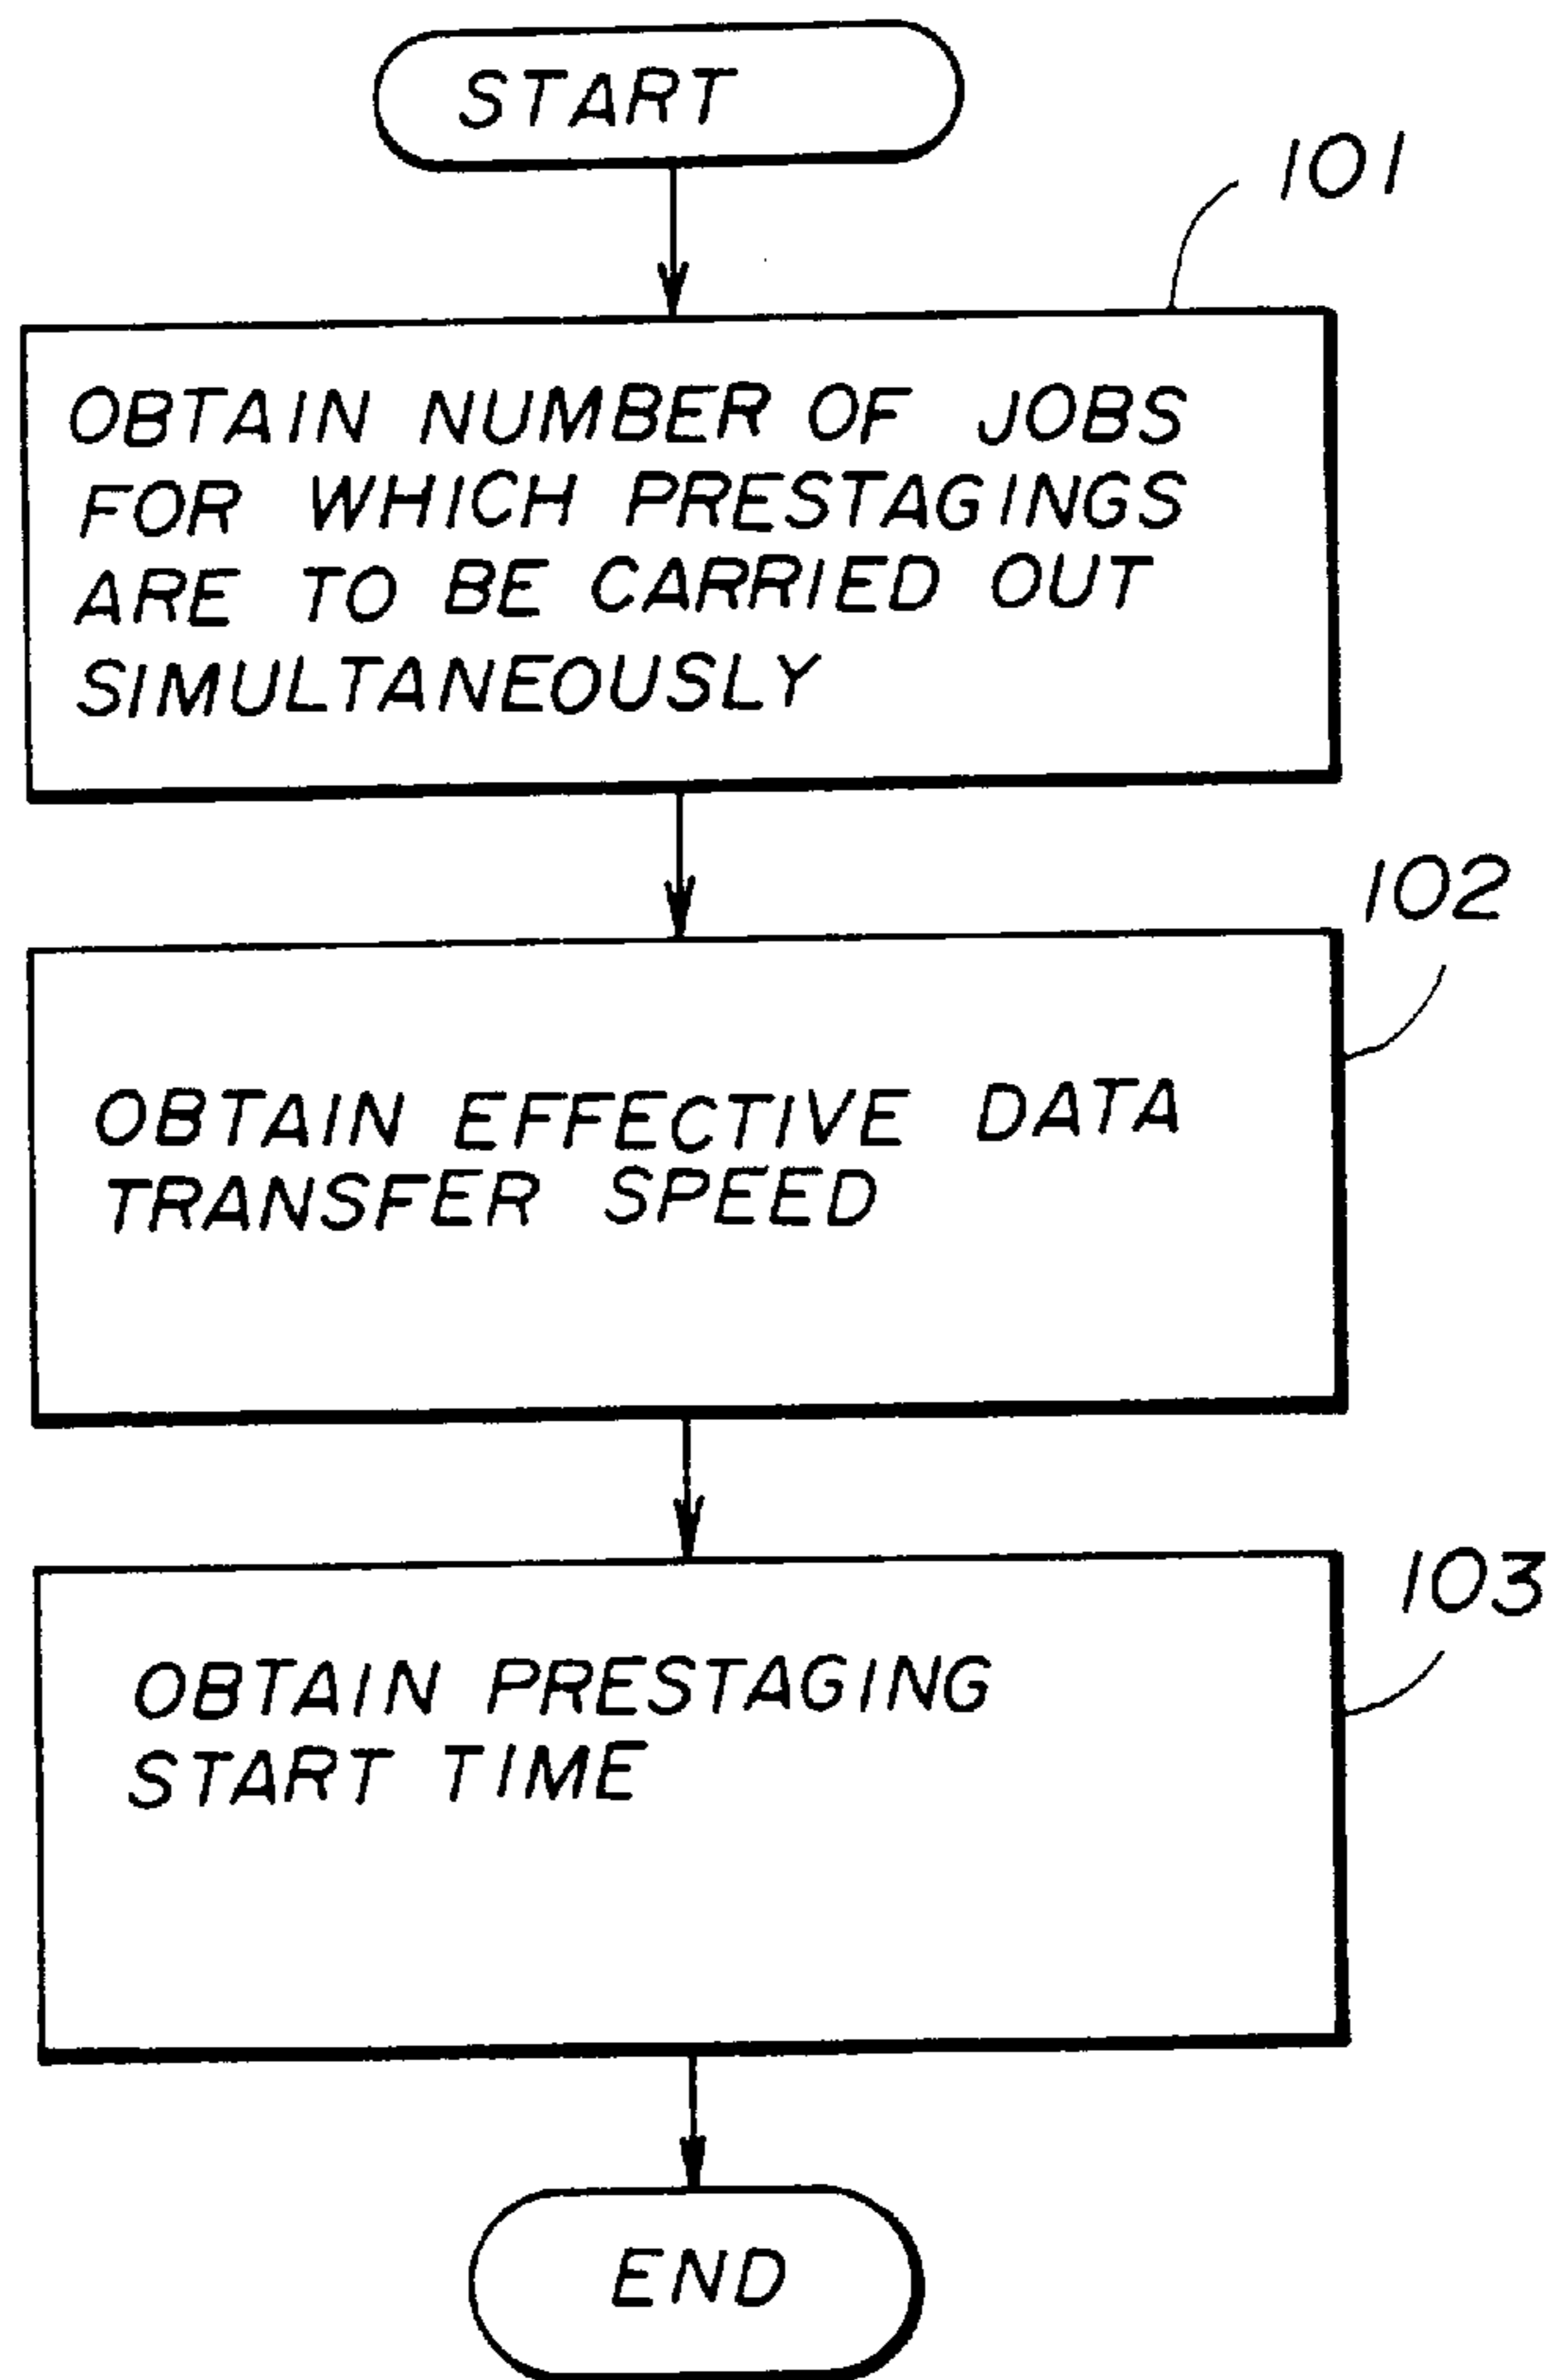 START
101
OBTAIN NUMBER OF JOBS
FOR WHICH PRESTAGINGS
ARE TO BE CARRIED OUT
SIMULTANEOUSLY
102
OBTAIN EFFECTIVE DATA
TRANSFER SPEED
103
OBTAIN PRESTAGING
START TIME
END